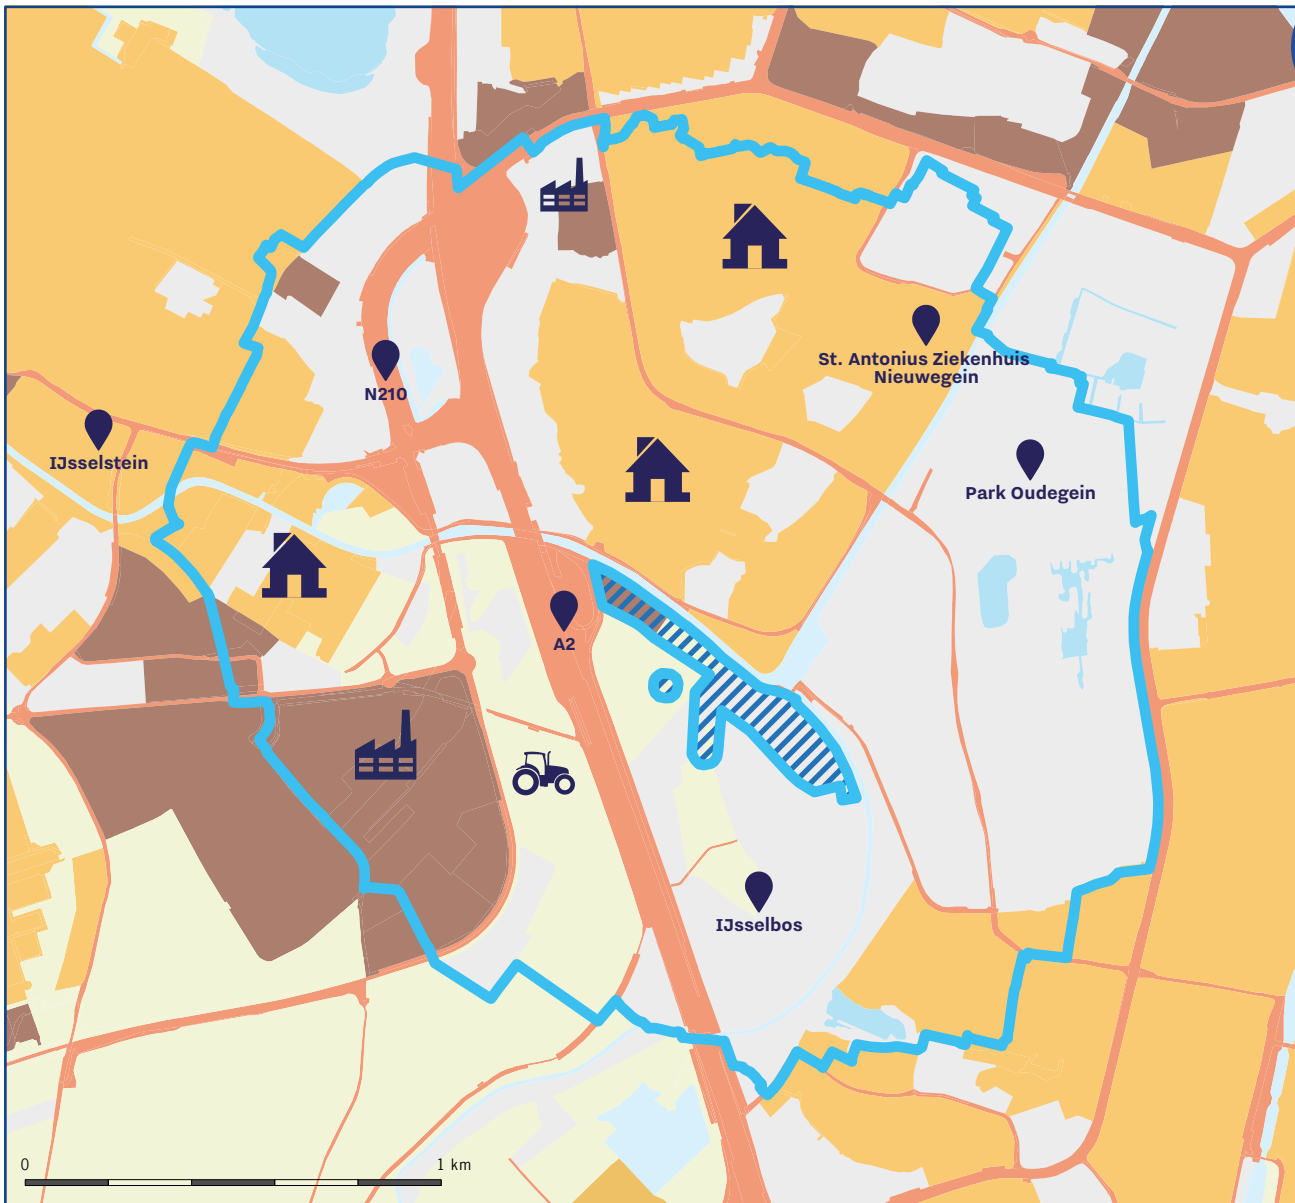 St. Antonius Ziekenhuis
Nieuwegein
N210
IJsselstein
Park Oudegein
A2
IJsselbos
0
1 km